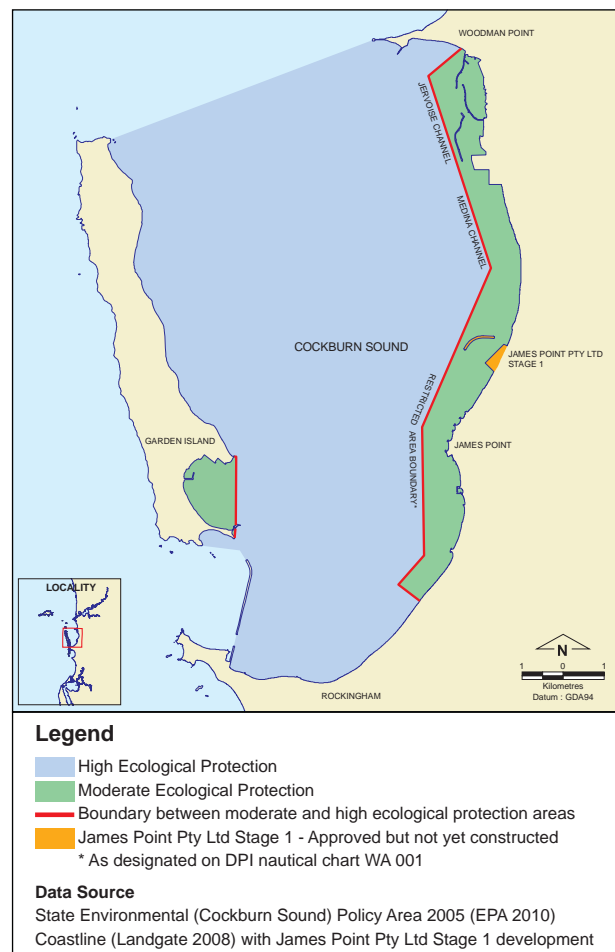 WOODMAN POINT
JERVOISE CHANNEL
MEDINA CHANNEL
COCKBURN SOUND
JAMES POINT PTY LTD
STAGE 1
RESTRICTED
AREA BOUNDARY*
GARDEN ISLAND
JAMES POINT
LOCALITY
N
1 0 1
Kilometres
Datum : GDA94
ROCKINGHAM
Legend
High Ecological Protection
Moderate Ecological Protection
Boundary between moderate and high ecological protection areas
James Point Pty Ltd Stage 1 - Approved but not yet constructed
* As designated on DPI nautical chart WA 001
Data Source
State Environmental (Cockburn Sound) Policy Area 2005 (EPA 2010)
Coastline (Landgate 2008) with James Point Pty Ltd Stage 1 development